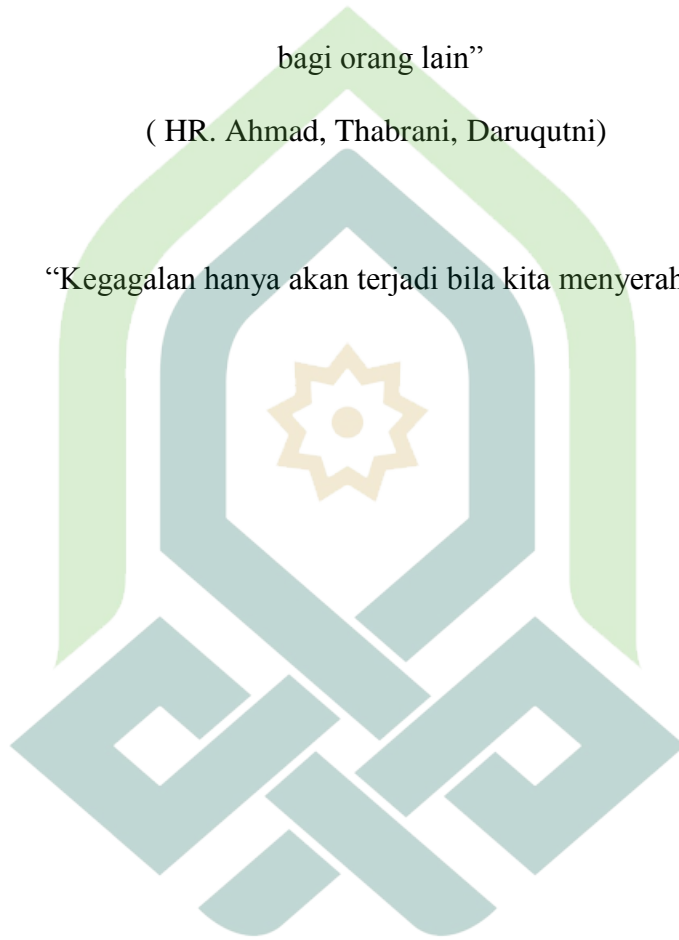 bagi orang lain”
( HR. Ahmad, Thabrani, Daruqutni)
“Kegagalan hanya akan terjadi bila kita menyerah